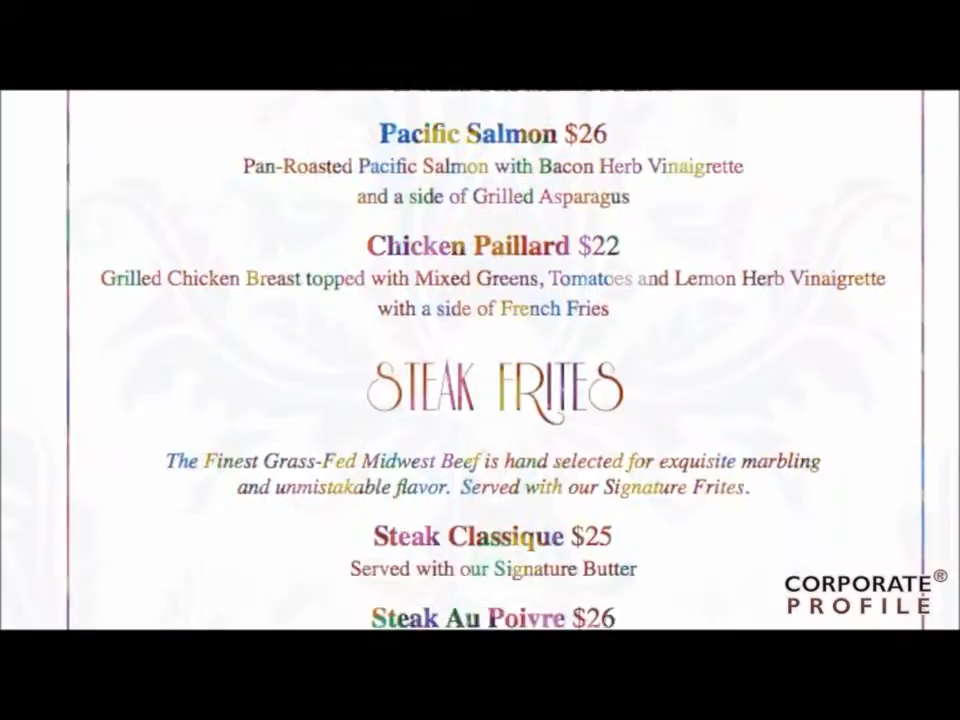 Pacific Salmon $26
Pan-Roasted Pacific Salmon with Bacon Herb Vinaigrette
and a side of Grilled Asparagus
Chicken Paillard $22
Grilled Chicken Breast topped with Mixed Greens, Tomatoes and Lemon Herb Vinaigrette
with a side of French Fries
STEAK FRITES
The Finest Grass-Fed Midwest Beef is hand selected for exquisite marbling
and unmistakable flavor. Served with our Signature Frites.
Steak Classique $25
Served with our Signature Butter
Steak Au Poivre $26
CORPORATE®
PROFILE